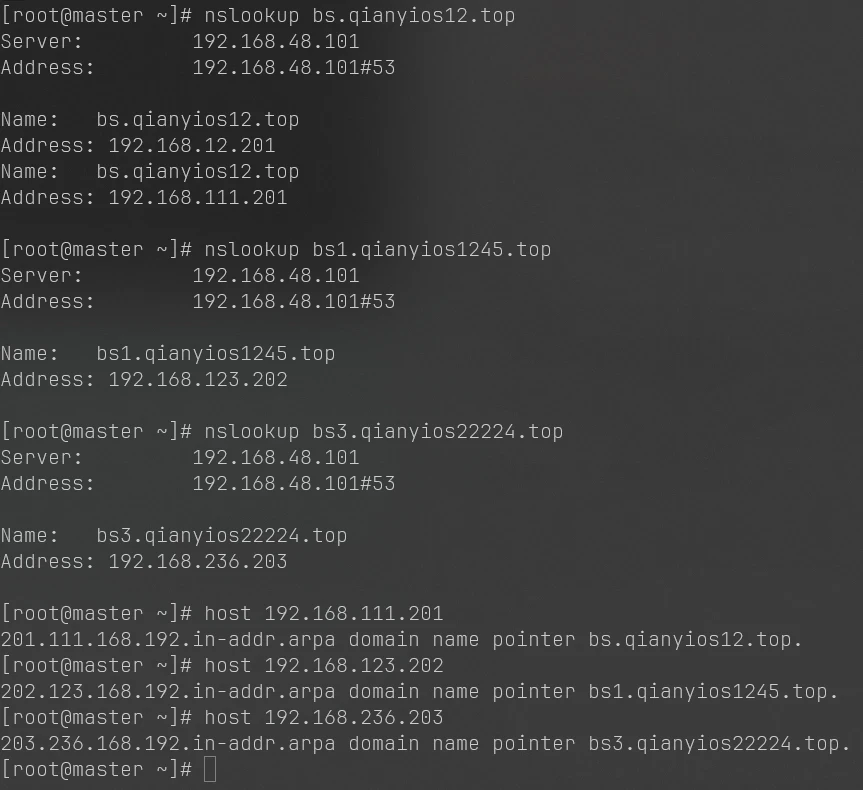 [root@master ~]# nslookup bs.qianyios12.top
Server:         192.168.48.101
Address:        192.168.48.101#53

Name:   bs.qianyios12.top
Address: 192.168.12.201
Name:   bs.qianyios12.top
Address: 192.168.111.201

[root@master ~]# nslookup bs1.qianyios1245.top
Server:         192.168.48.101
Address:        192.168.48.101#53

Name:   bs1.qianyios1245.top
Address: 192.168.123.202

[root@master ~]# nslookup bs3.qianyios22224.top
Server:         192.168.48.101
Address:        192.168.48.101#53

Name:   bs3.qianyios22224.top
Address: 192.168.236.203

[root@master ~]# host 192.168.111.201
201.111.168.192.in-addr.arpa domain name pointer bs.qianyios12.top.
[root@master ~]# host 192.168.123.202
202.123.168.192.in-addr.arpa domain name pointer bs1.qianyios1245.top.
[root@master ~]# host 192.168.236.203
203.236.168.192.in-addr.arpa domain name pointer bs3.qianyios22224.top.
[root@master ~]#